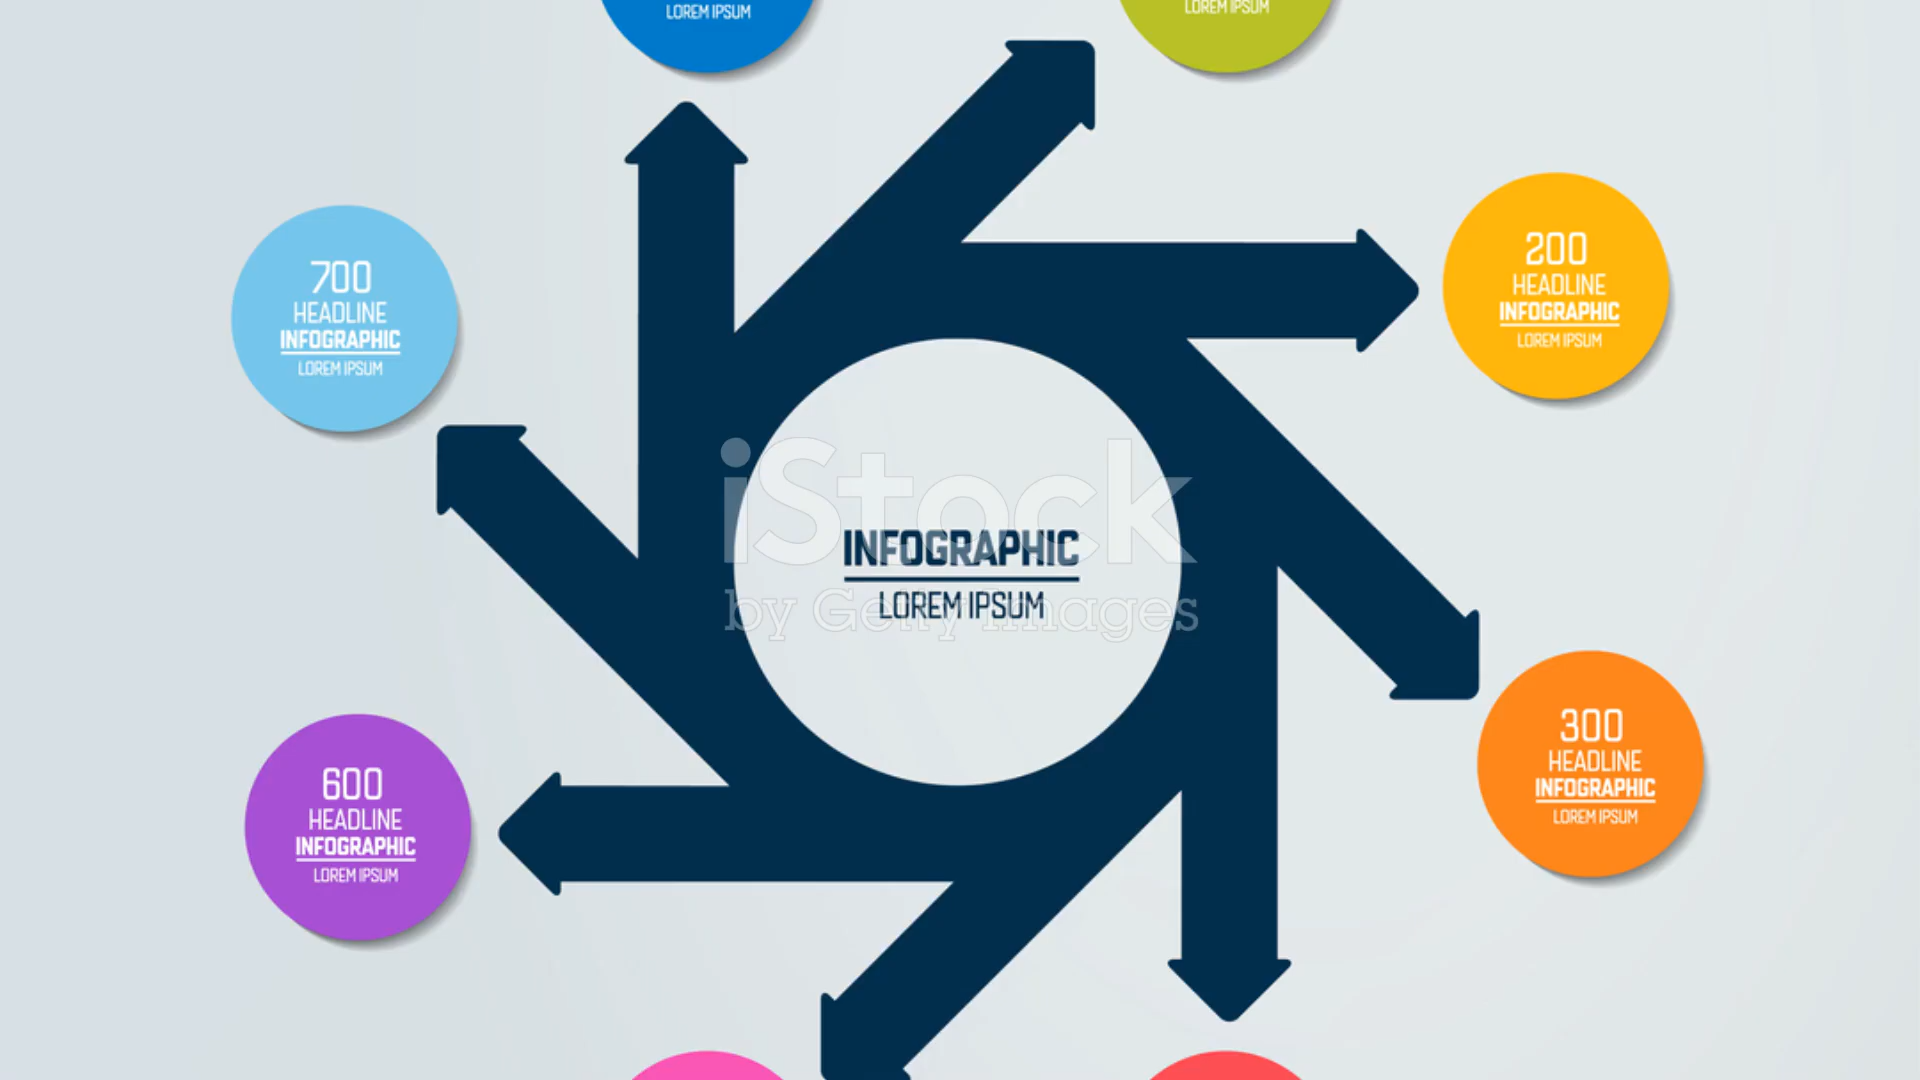 LOREM IPSUM
LOREM IPSUM
200
HEADLINE
INFOGRAPHIC
LOREM IPSUM
700
HEADLINE
INFOGRAPHIC
LOREM IPSUM
iStock
by Getty Images
INFOGRAPHIC
LOREM IPSUM
300
HEADLINE
INFOGRAPHIC
LOREM IPSUM
600
HEADLINE
INFOGRAPHIC
LOREM IPSUM